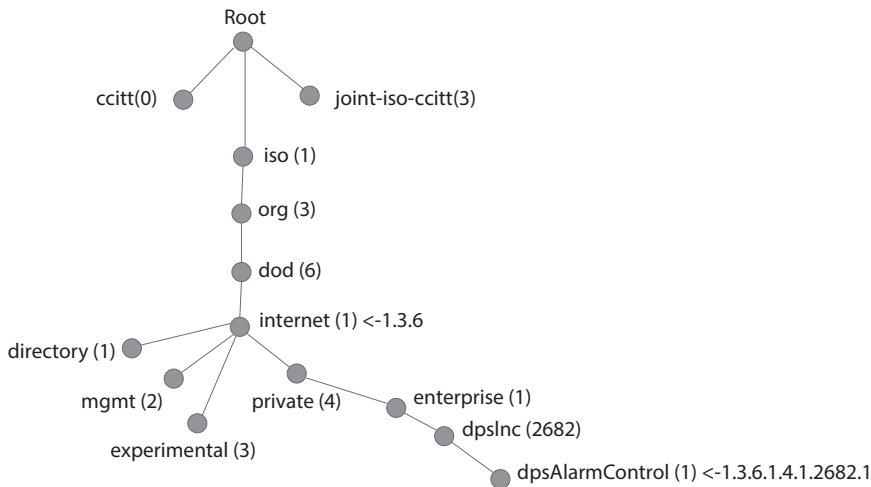 Root
ccitt(0)
joint-iso-ccitt(3)
iso (1)
org (3)
dod (6)
internet (1) <-1.3.6
directory (1)
mgmt (2)
private (4)
enterprise (1)
experimental (3)
dpsInc (2682)
dpsAlarmControl (1) <-1.3.6.1.4.1.2682.1